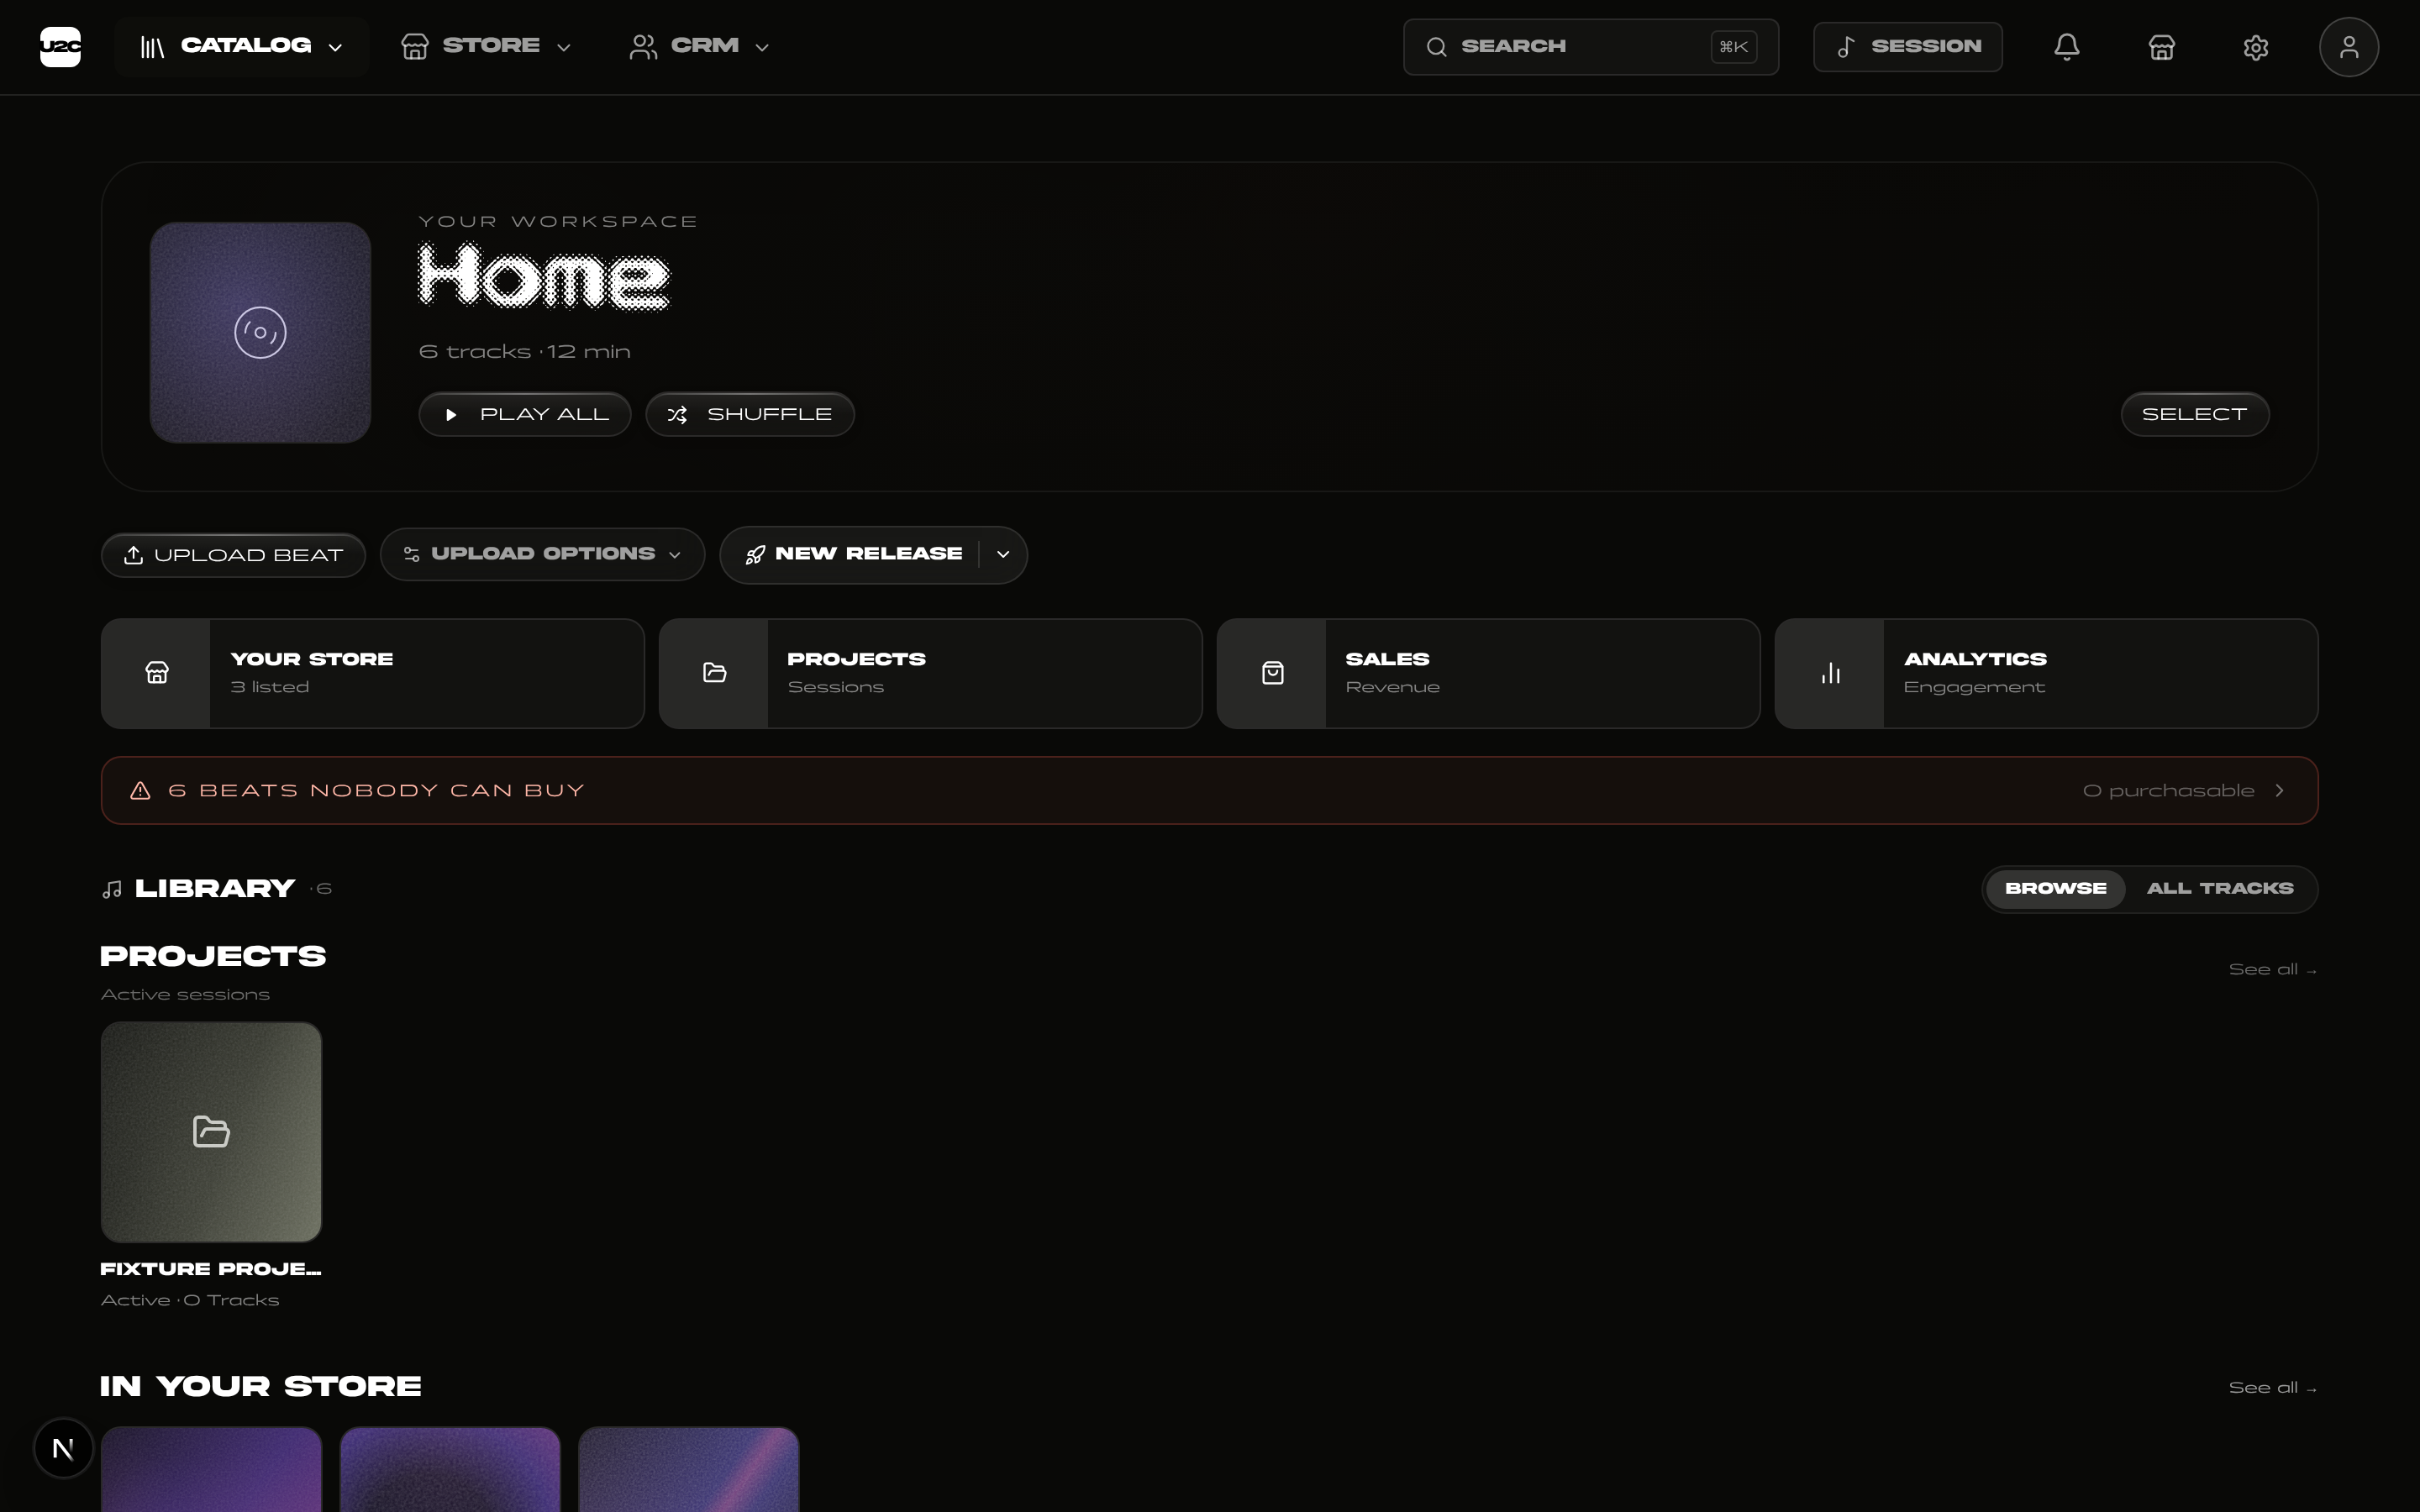 U2C
CATALOG
STORE
CRM
SEARCH
⌘K
SESSION
YOUR WORKSPACE
Home
6 tracks · 12 min
PLAY ALL
SHUFFLE
SELECT
UPLOAD BEAT
UPLOAD OPTIONS
NEW RELEASE
YOUR STORE
3 listed
PROJECTS
Sessions
SALES
Revenue
ANALYTICS
Engagement
6 BEATS NOBODY CAN BUY
0 purchasable
LIBRARY · 6
BROWSE
ALL TRACKS
PROJECTS
See all →
Active sessions
FIXTURE PROJE...
Active · 0 Tracks
IN YOUR STORE
See all →
N